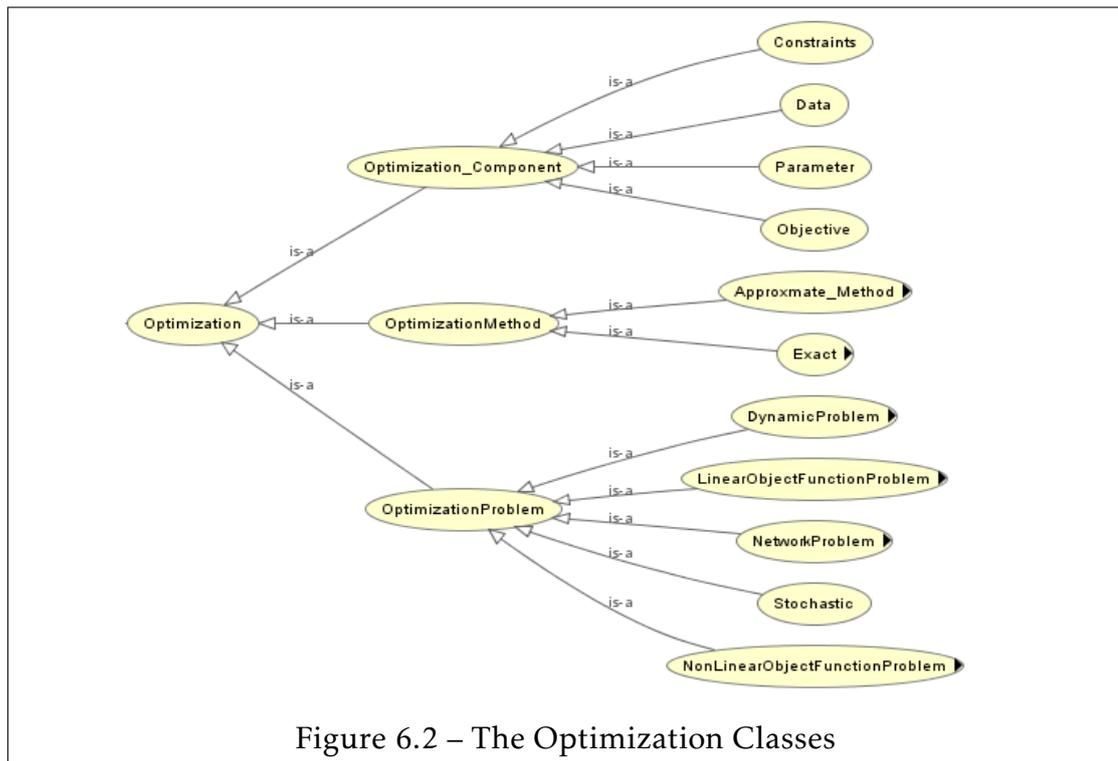 Constraints
is-a
Data
is-a
Optimization_Component
is-a
Parameter
is-a
Objective
is-a
Approxmate_Method
is-a
Optimization
is-a
OptimizationMethod
is-a
Exact
is-a
DynamicProblem
is-a
LinearObjectFunctionProblem
is-a
OptimizationProblem
is-a
NetworkProblem
is-a
Stochastic
is-a
NonLinearObjectFunctionProblem
Figure 6.2 – The Optimization Classes